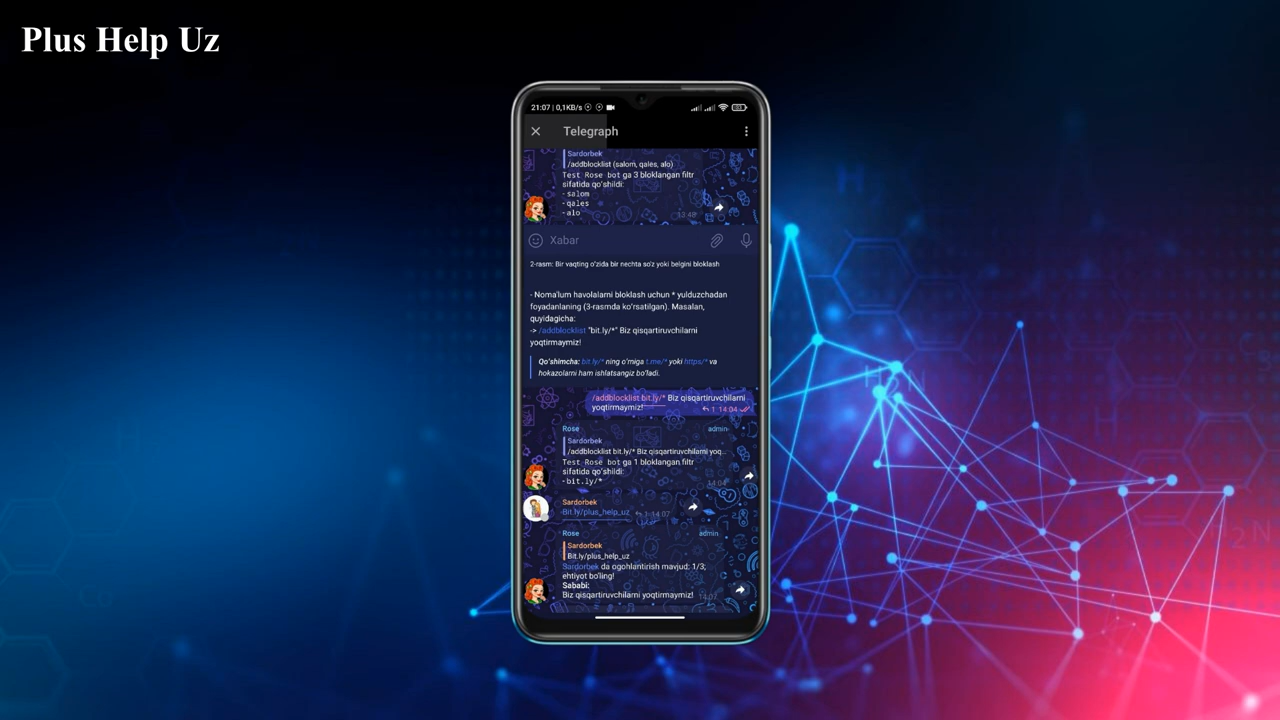 Plus Help Uz
21:07 | 0,1KB/s
Telegraph
Sardorbek
/addblocklist (salom, qales, alo)
Test Rose bot ga 3 bloklangan filtr
sifatida qo'shildi:
- salom
- qales
- alo
13:48
Xabar
2-rasm: Bir vaqting o'zida bir nechta so'z yoki belgini bloklash
- Noma'lum havolalarni bloklash uchun * yulduzchadan
foyadanlaning (3-rasmda ko'rsatilgan). Masalan,
quyidagicha:
-> /addblocklist "bit.ly/*" Biz qisqartiruvchilarni
yoqtirmaymiz!
Qo'shimcha: bit.ly/* ning o'rniga t.me/* yoki https/* va
hokazolarni ham ishlatsangiz bo'ladi.
/addblocklist bit.ly/* Biz qisqartiruvchilarni
yoqtirmaymiz! 1 14:04
Rose admin
Sardorbek
/addblocklist bit.ly/* Biz qisqartiruvchilarni yoq...
Test Rose bot ga 1 bloklangan filtr
sifatida qo'shildi:
- bit.ly/*
14:04
Sardorbek
Bit.ly/plus_help_uz 1 14:07
Rose admin
Sardorbek
Bit.ly/plus_help_uz
Sardorbek da ogohlantirish mavjud: 1/3;
ehtiyot bo'ling!
Sababi:
Biz qisqartiruvchilarni yoqtirmaymiz! 14:07